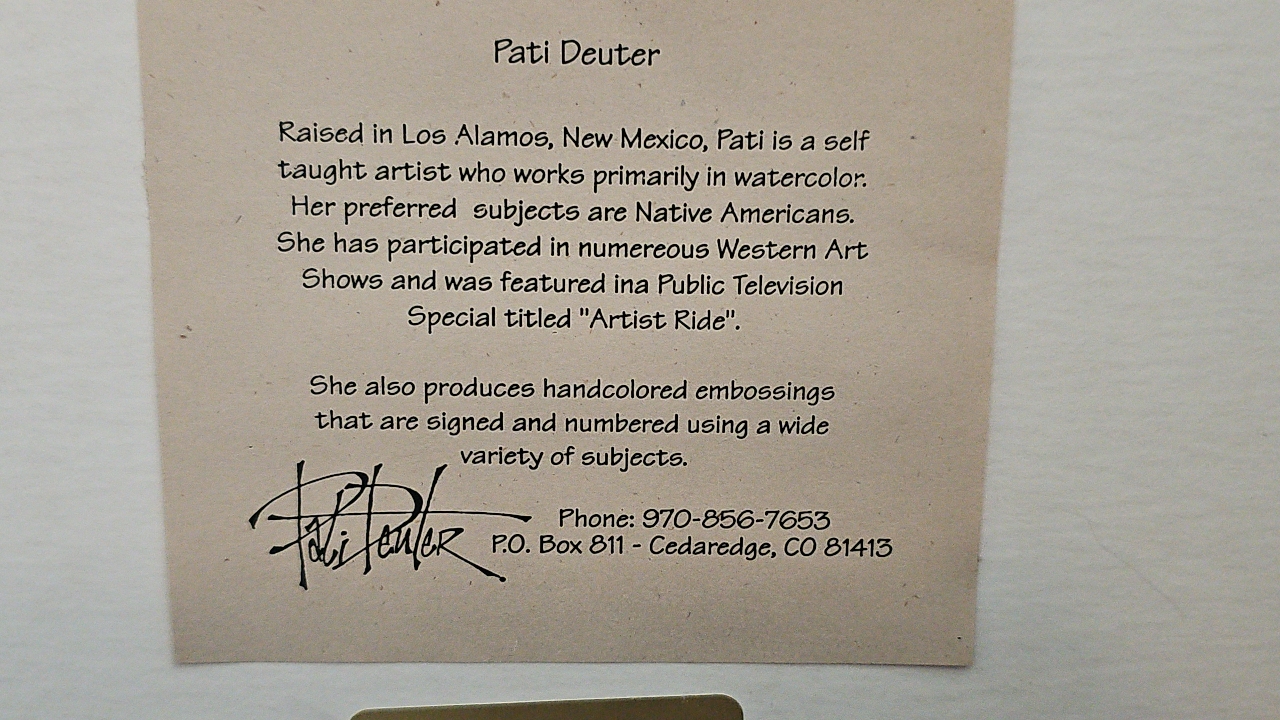 Pati Deuter
Raised in Los Alamos, New Mexico, Pati is a self
taught artist who works primarily in watercolor.
Her preferred subjects are Native Americans.
She has participated in numereous Western Art
Shows and was featured ina Public Television
Special titled "Artist Ride".
She also produces handcolored embossings
that are signed and numbered using a wide
variety of subjects.
Pati Deuter
Phone: 970-856-7653
P.O. Box 811 - Cedaredge, CO 81413